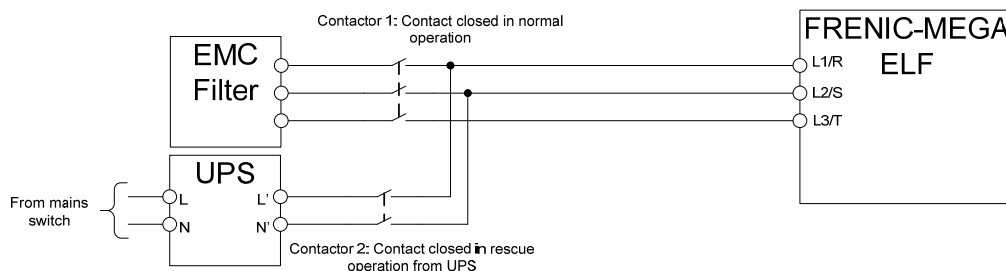 Contactor 1: Contact closed in normal
operation
EMC
Filter
FRENIC-MEGA
ELF
L1/R
L2/S
L3/T
UPS
From mains
switch
L
N
L'
N'
Contactor 2: Contact closed in rescue
operation from UPS